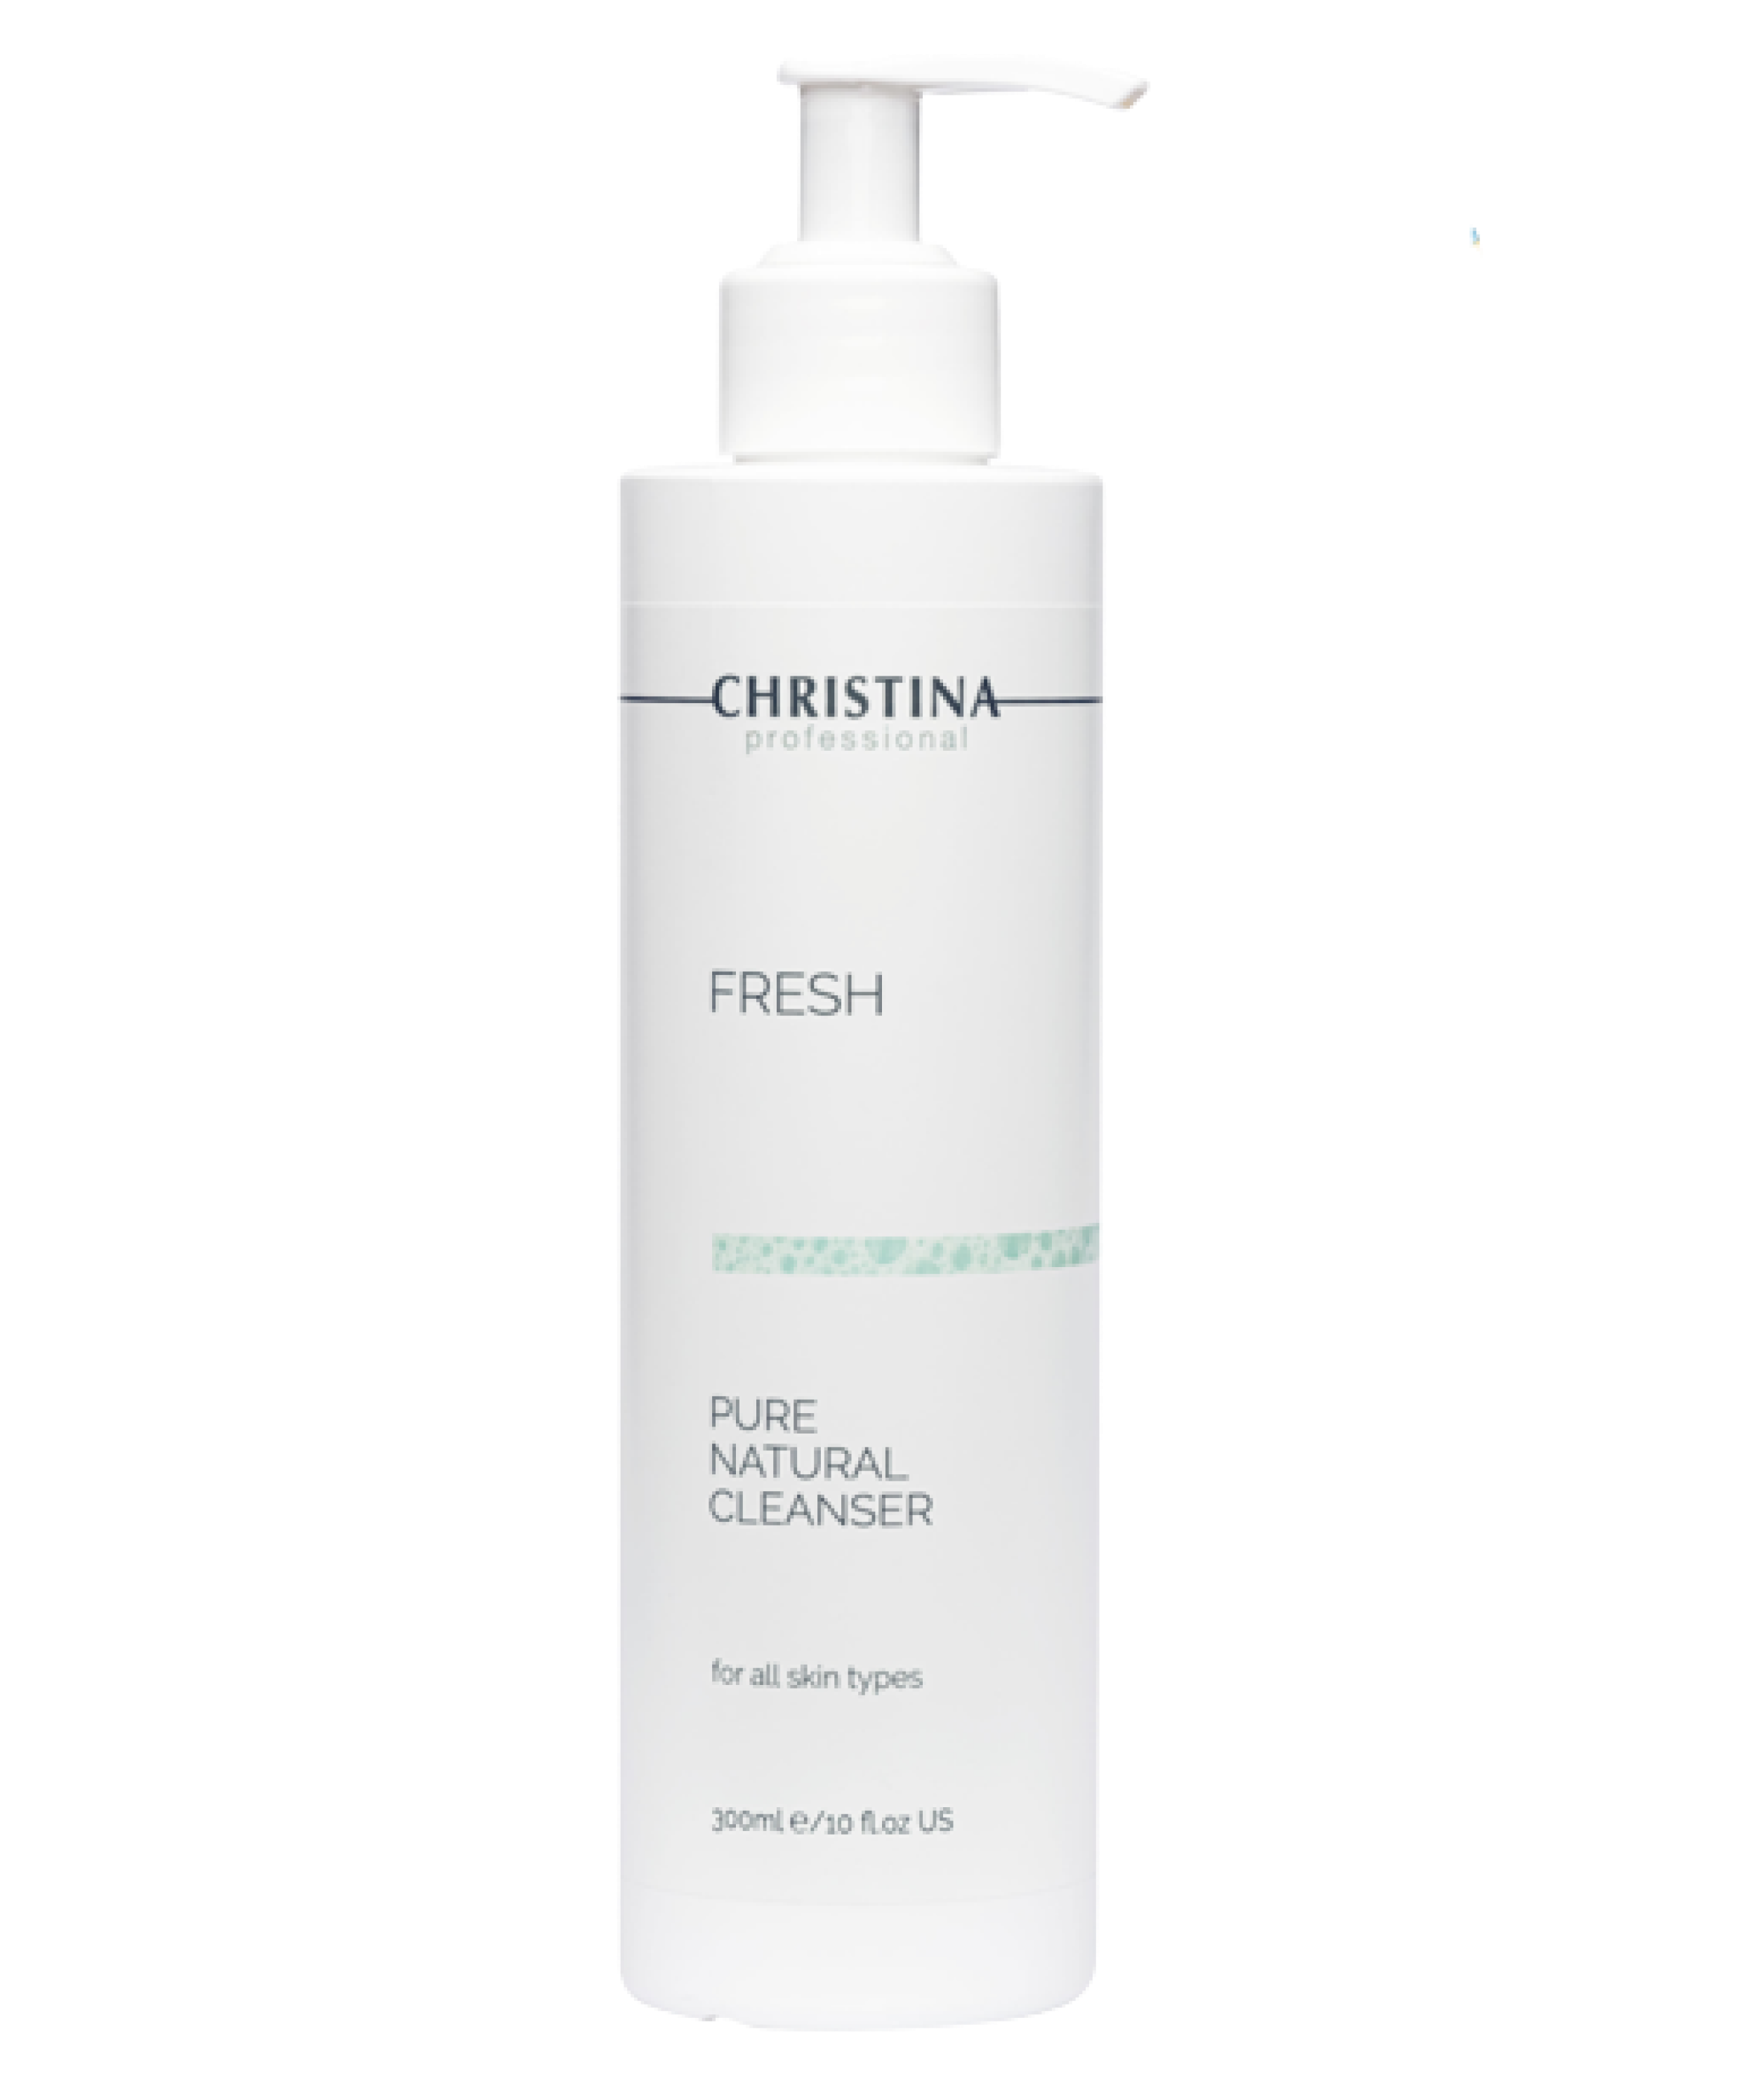 CHRISTINA
professional
FRESH
PURE
NATURAL
CLEANSER
for all skin types
300ml ℮/10 fl.oz US